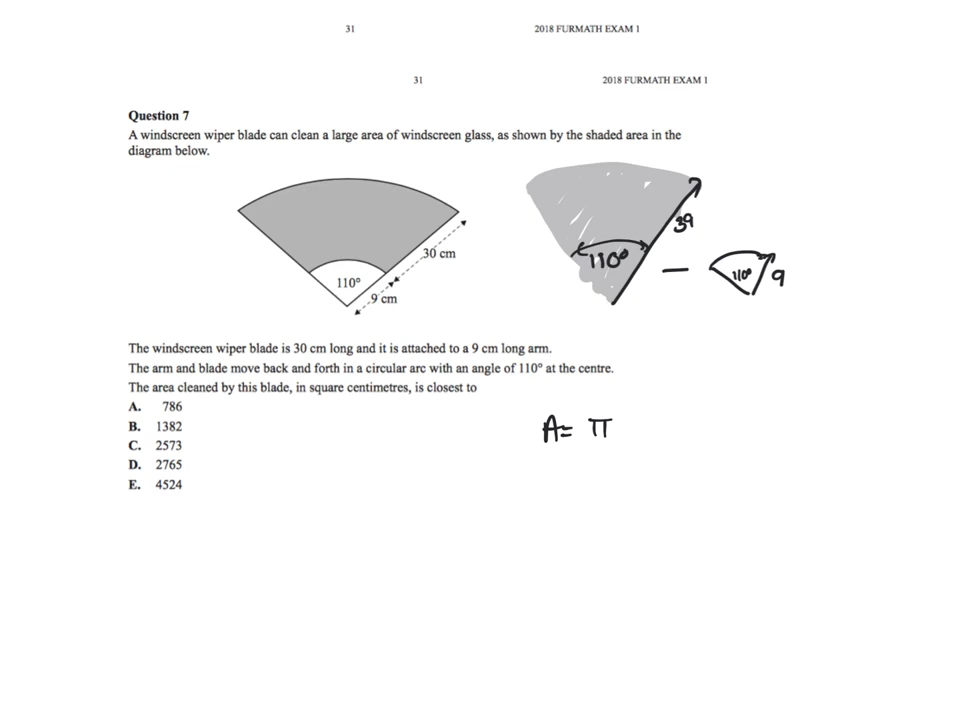 31 2018 FURMATH EXAM 1
31 2018 FURMATH EXAM 1
Question 7
A windscreen wiper blade can clean a large area of windscreen glass, as shown by the shaded area in the
diagram below.
30 cm
110°
9 cm
39
110°
— 110° 9
The windscreen wiper blade is 30 cm long and it is attached to a 9 cm long arm.
The arm and blade move back and forth in a circular arc with an angle of 110° at the centre.
The area cleaned by this blade, in square centimetres, is closest to
A. 786
B. 1382
C. 2573
D. 2765
E. 4524
A= π